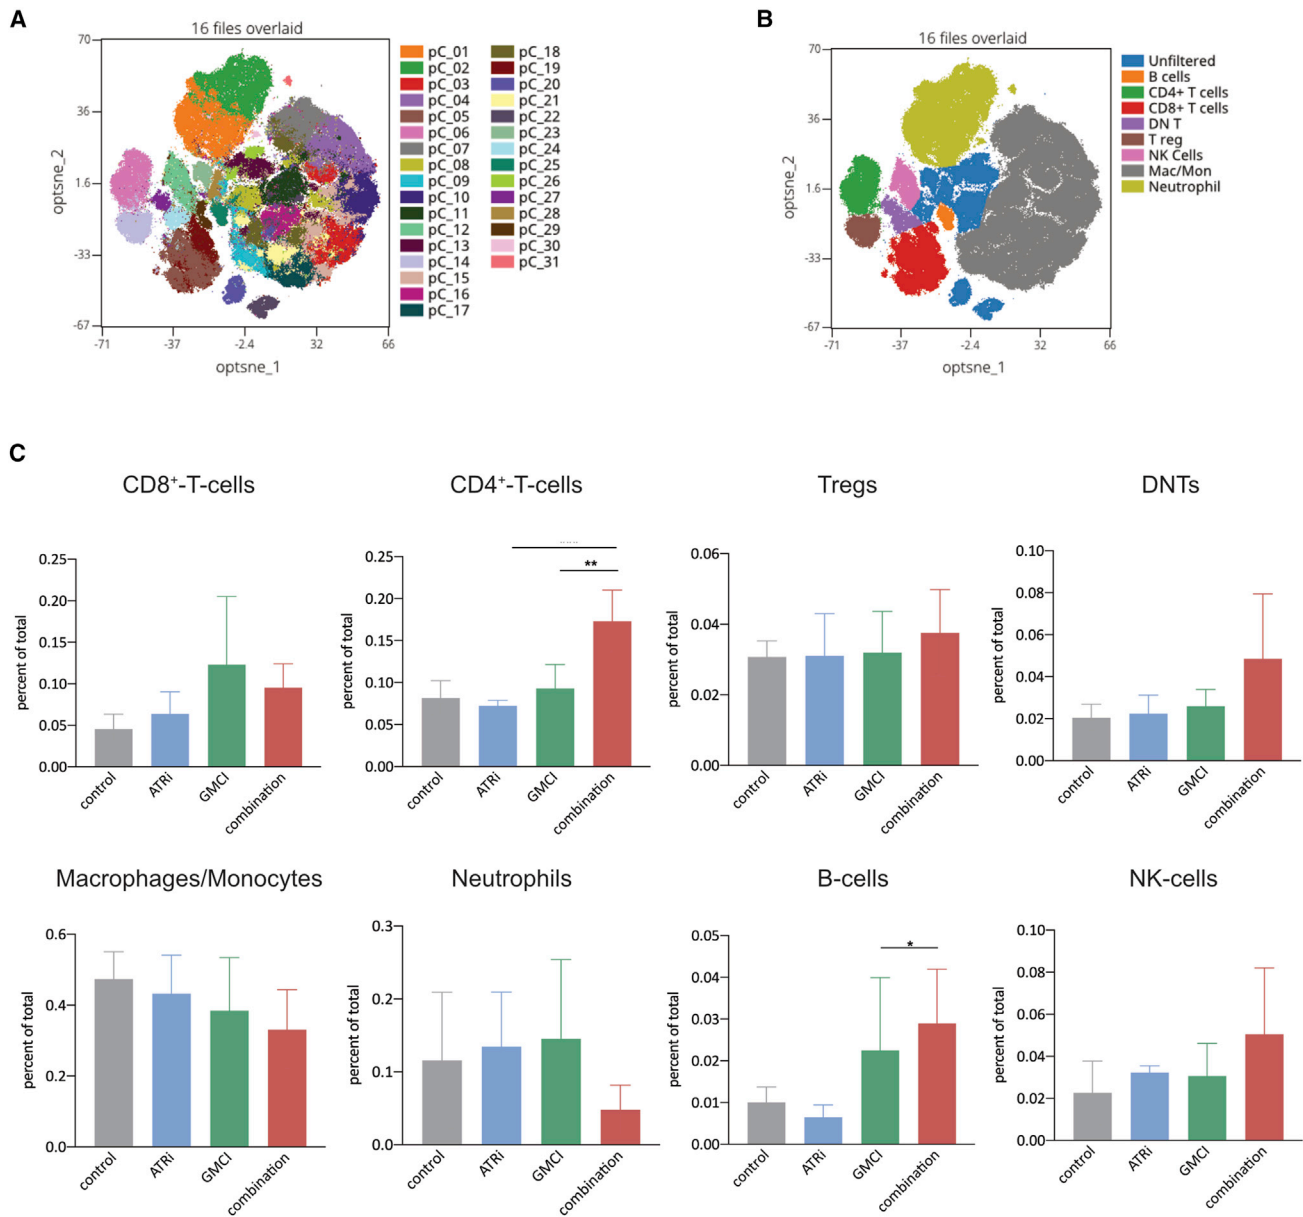 A
16 files overlaid
70
36
1.6
-33
-67
optsne_2
-71
-37
-2.4
32
66
optsne_1
pC_01
pC_02
pC_03
pC_04
pC_05
pC_06
pC_07
pC_08
pC_09
pC_10
pC_11
pC_12
pC_13
pC_14
pC_15
pC_16
pC_17
pC_18
pC_19
pC_20
pC_21
pC_22
pC_23
pC_24
pC_25
pC_26
pC_27
pC_28
pC_29
pC_30
pC_31
B
16 files overlaid
70
36
1.6
-33
-67
optsne_2
-71
-37
-2.4
32
66
optsne_1
Unfiltered
B cells
CD4+ T cells
CD8+ T cells
DN T
T reg
NK Cells
Mac/Mon
Neutrophil
C
CD8⁺-T-cells
percent of total
0.25
0.20
0.15
0.10
0.05
0.00
control
ATRi
GMCI
combination
CD4⁺-T-cells
percent of total
0.25
0.20
0.15
0.10
0.05
0.00
**
control
ATRi
GMCI
combination
Tregs
percent of total
0.06
0.04
0.02
0.00
control
ATRi
GMCI
combination
DNTs
percent of total
0.10
0.08
0.06
0.04
0.02
0.00
control
ATRi
GMCI
combination
Macrophages/Monocytes
percent of total
0.6
0.4
0.2
0.0
control
ATRi
GMCI
combination
Neutrophils
percent of total
0.3
0.2
0.1
0.0
control
ATRi
GMCI
combination
B-cells
percent of total
0.05
0.04
0.03
0.02
0.01
0.00
*
control
ATRi
GMCI
combination
NK-cells
percent of total
0.10
0.08
0.06
0.04
0.02
0.00
control
ATRi
GMCI
combination